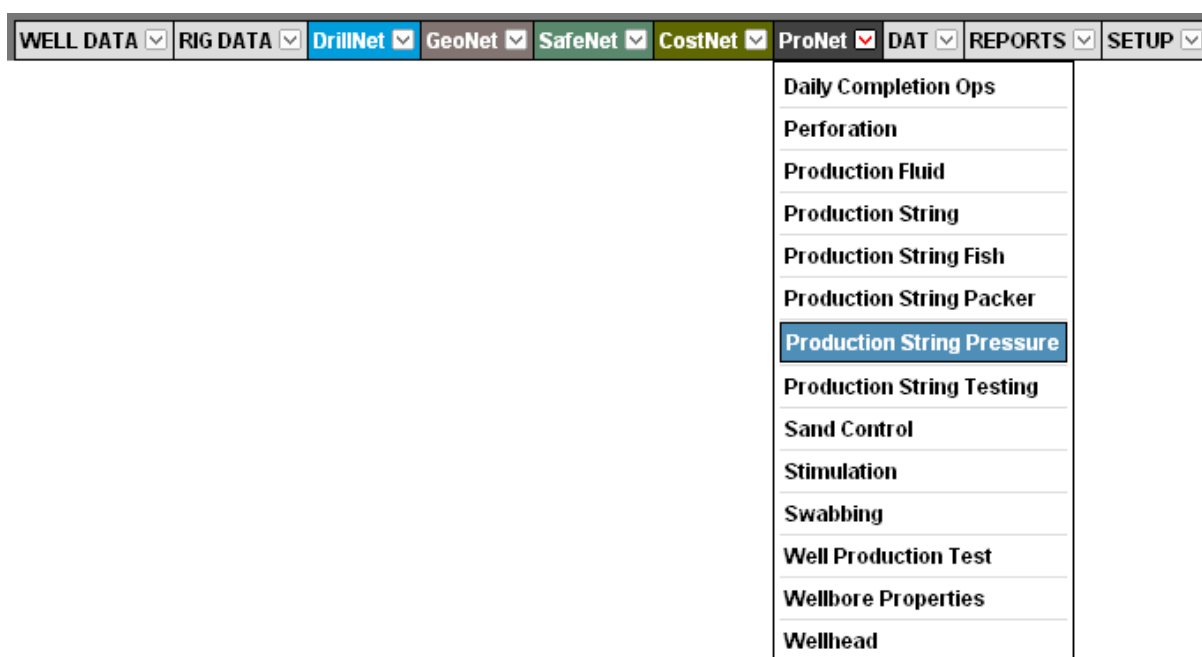 WELL DATA RIG DATA DrillNet GeoNet SafeNet CostNet ProNet DAT REPORTS SETUP
Daily Completion Ops
Perforation
Production Fluid
Production String
Production String Fish
Production String Packer
Production String Pressure
Production String Testing
Sand Control
Stimulation
Swabbing
Well Production Test
Wellbore Properties
Wellhead